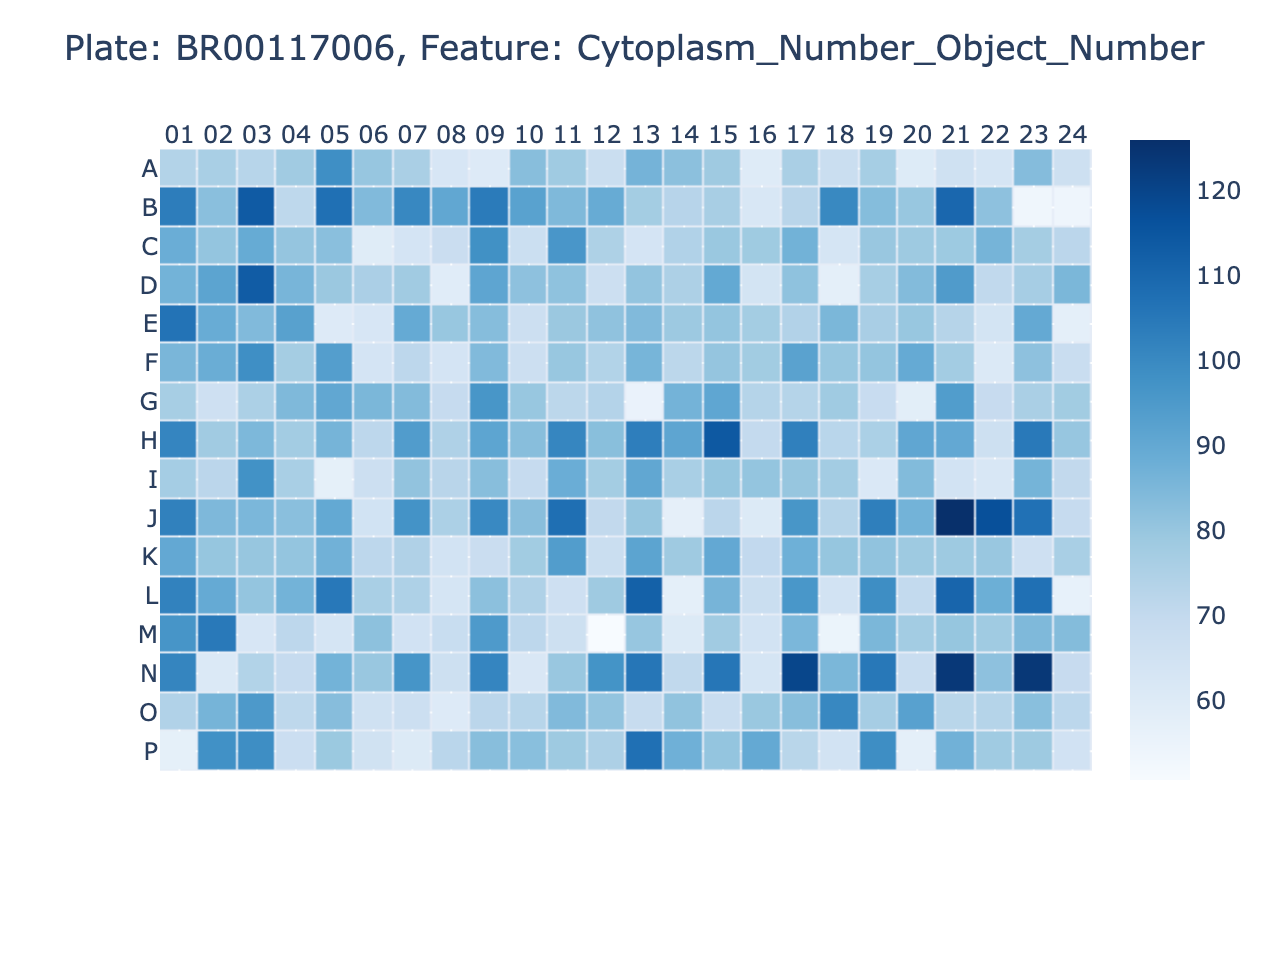 Plate: BR00117006, Feature: Cytoplasm_Number_Object_Number
01 02 03 04 05 06 07 08 09 10 11 12 13 14 15 16 17 18 19 20 21 22 23 24
A
B
C
D
E
F
G
H
I
J
K
L
M
N
O
P
120
110
100
90
80
70
60